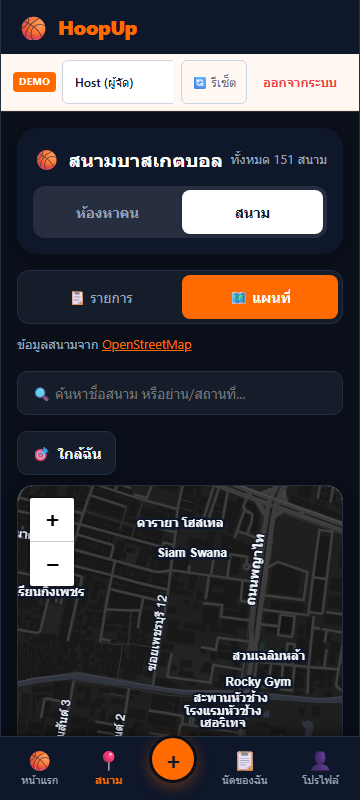 HoopUp
DEMO
Host (ผู้จัด)
รีเซ็ต
ออกจากระบบ
สนามบาสเกตบอล
ทั้งหมด 151 สนาม
ห้องหาคน
สนาม
รายการ
แผนที่
ข้อมูลสนามจาก OpenStreetMap
ค้นหาชื่อสนาม หรือย่าน/สถานที่...
ใกล้ฉัน
+
−
ดารายา โฮสเทล
Siam Swana
ถนนพญาไท
รียนกิ่งเพชร
ซอยเพชรบุรี 12
สวนเฉลิมหล้า
Rocky Gym
สะพานหัวช้าง
โรงแรมหัวช้าง
เฮอริเทจ
+
หน้าแรก
สนาม
นัดของฉัน
โปรไฟล์